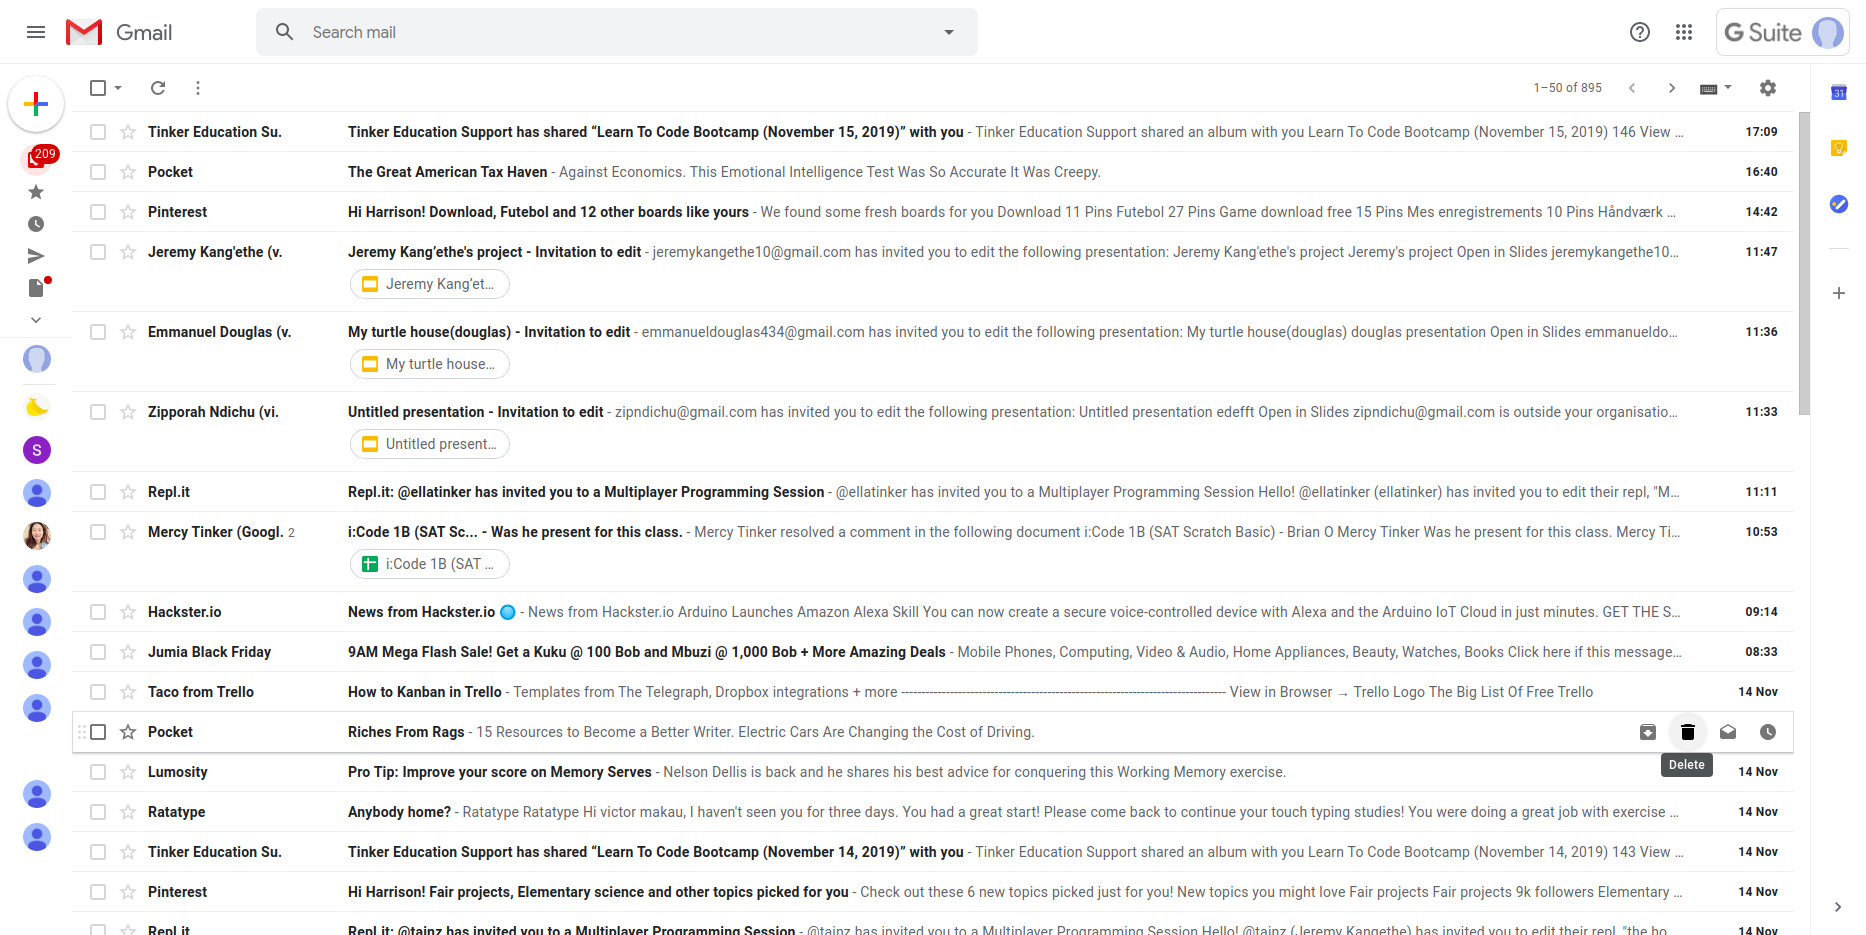 Gmail
Search mail
G Suite
1–50 of 895
31
209
Tinker Education Su. Tinker Education Support has shared “Learn To Code Bootcamp (November 15, 2019)” with you - Tinker Education Support shared an album with you Learn To Code Bootcamp (November 15, 2019) 146 View ... 17:09
Pocket The Great American Tax Haven - Against Economics. This Emotional Intelligence Test Was So Accurate It Was Creepy. 16:40
Pinterest Hi Harrison! Download, Futebol and 12 other boards like yours - We found some fresh boards for you Download 11 Pins Futebol 27 Pins Game download free 15 Pins Mes enregistrements 10 Pins Håndværk ... 14:42
Jeremy Kang'ethe (v. Jeremy Kang’ethe's project - Invitation to edit - jeremykangethe10@gmail.com has invited you to edit the following presentation: Jeremy Kang'ethe's project Jeremy's project Open in Slides jeremykangethe10... 11:47
Jeremy Kang’et...
Emmanuel Douglas (v. My turtle house(douglas) - Invitation to edit - emmanueldouglas434@gmail.com has invited you to edit the following presentation: My turtle house(douglas) douglas presentation Open in Slides emmanueldo... 11:36
My turtle house...
Zipporah Ndichu (vi. Untitled presentation - Invitation to edit - zipndichu@gmail.com has invited you to edit the following presentation: Untitled presentation edefft Open in Slides zipndichu@gmail.com is outside your organisatio... 11:33
Untitled present...
S
Repl.it Repl.it: @ellatinker has invited you to a Multiplayer Programming Session - @ellatinker has invited you to a Multiplayer Programming Session Hello! @ellatinker (ellatinker) has invited you to edit their repl, "M... 11:11
Mercy Tinker (Googl. 2 i:Code 1B (SAT Sc... - Was he present for this class. - Mercy Tinker resolved a comment in the following document i:Code 1B (SAT Scratch Basic) - Brian O Mercy Tinker Was he present for this class. Mercy Ti... 10:53
i:Code 1B (SAT ...
Hackster.io News from Hackster.io - News from Hackster.io Arduino Launches Amazon Alexa Skill You can now create a secure voice-controlled device with Alexa and the Arduino IoT Cloud in just minutes. GET THE S... 09:14
Jumia Black Friday 9AM Mega Flash Sale! Get a Kuku @ 100 Bob and Mbuzi @ 1,000 Bob + More Amazing Deals - Mobile Phones, Computing, Video & Audio, Home Appliances, Beauty, Watches, Books Click here if this message... 08:33
Taco from Trello How to Kanban in Trello - Templates from The Telegraph, Dropbox integrations + more -------------------------------------------------------------------------------- View in Browser → Trello Logo The Big List Of Free Trello 14 Nov
Pocket Riches From Rags - 15 Resources to Become a Better Writer. Electric Cars Are Changing the Cost of Driving.
Delete
Lumosity Pro Tip: Improve your score on Memory Serves - Nelson Dellis is back and he shares his best advice for conquering this Working Memory exercise. 14 Nov
Ratatype Anybody home? - Ratatype Ratatype Hi victor makau, I haven't seen you for three days. You had a great start! Please come back to continue your touch typing studies! You were doing a great job with exercise ... 14 Nov
Tinker Education Su. Tinker Education Support has shared “Learn To Code Bootcamp (November 14, 2019)” with you - Tinker Education Support shared an album with you Learn To Code Bootcamp (November 14, 2019) 143 View ... 14 Nov
Pinterest Hi Harrison! Fair projects, Elementary science and other topics picked for you - Check out these 6 new topics picked just for you! New topics you might love Fair projects Fair projects 9k followers Elementary ... 14 Nov
Repl.it Repl.it: @tainz has invited you to a Multiplayer Programming Session - @tainz has invited you to a Multiplayer Programming Session Hello! @tainz (Jeremy Kangethe) has invited you to edit their repl, "the ho... 14 Nov